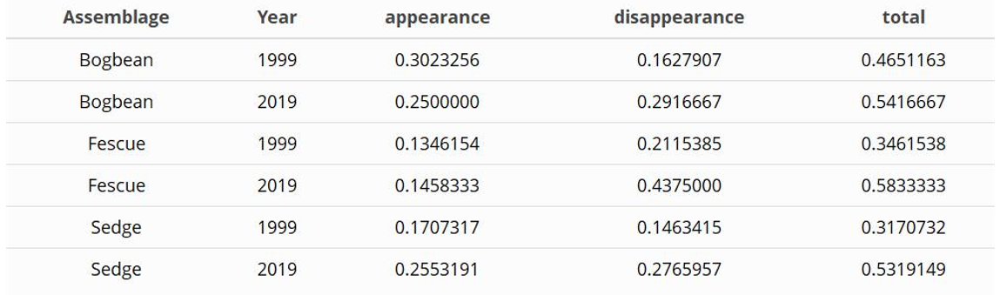 Assemblage Year appearance disappearance total
Bogbean 1999 0.3023256 0.1627907 0.4651163
Bogbean 2019 0.2500000 0.2916667 0.5416667
Fescue 1999 0.1346154 0.2115385 0.3461538
Fescue 2019 0.1458333 0.4375000 0.5833333
Sedge 1999 0.1707317 0.1463415 0.3170732
Sedge 2019 0.2553191 0.2765957 0.5319149